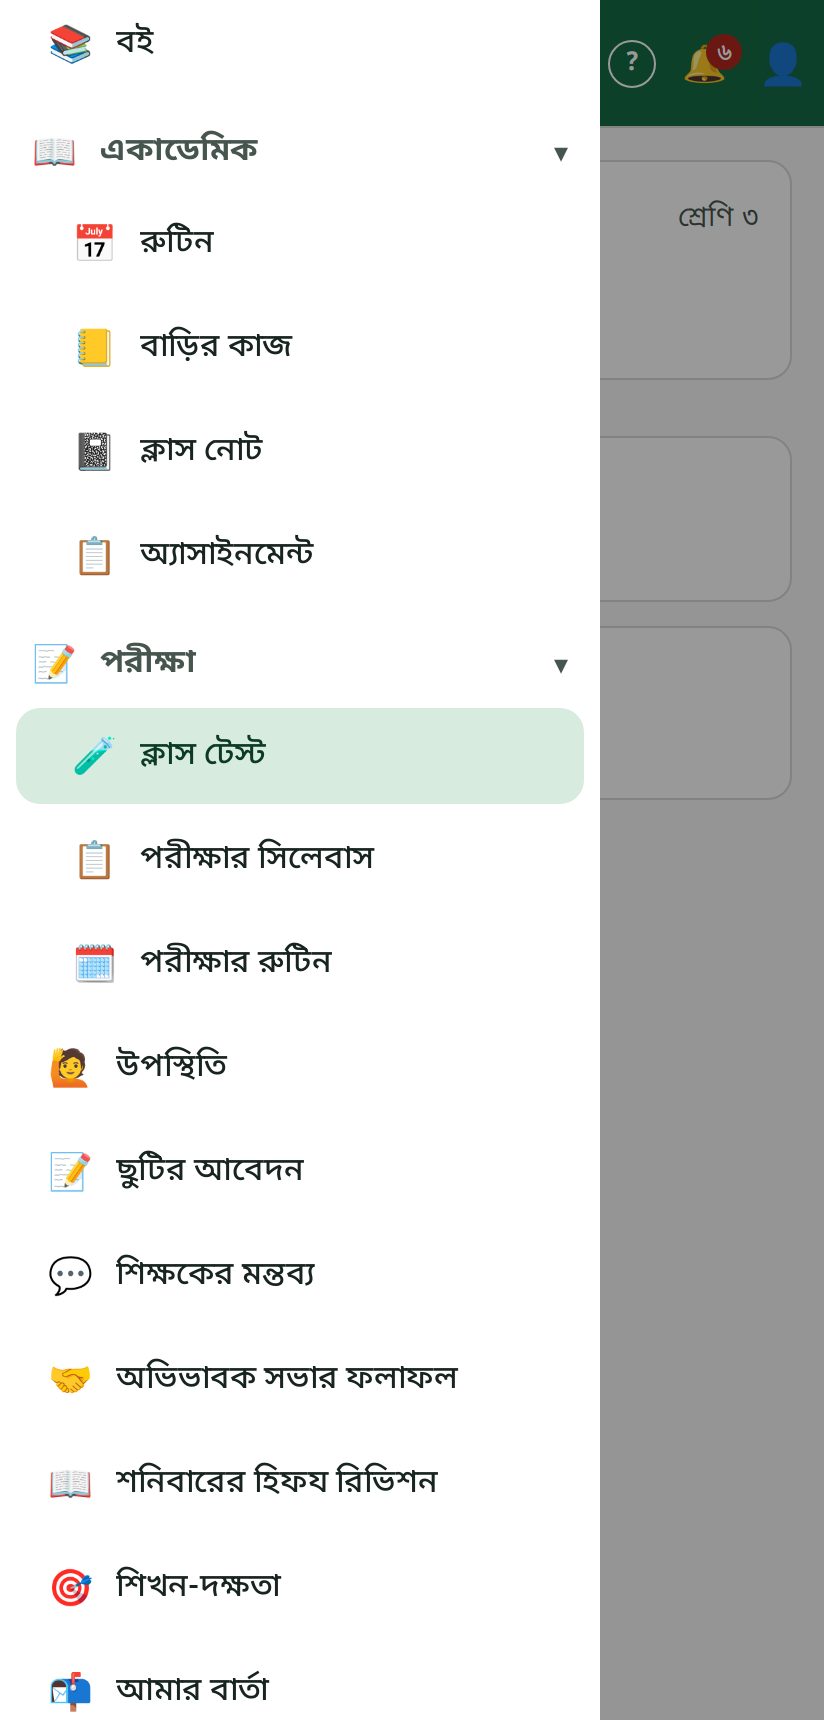 বই
?
৬
একাডেমিক
শ্রেণি ৩
রুটিন
বাড়ির কাজ
ক্লাস নোট
অ্যাসাইনমেন্ট
পরীক্ষা
ক্লাস টেস্ট
পরীক্ষার সিলেবাস
পরীক্ষার রুটিন
উপস্থিতি
ছুটির আবেদন
শিক্ষকের মন্তব্য
অভিভাবক সভার ফলাফল
শনিবারের হিফয রিভিশন
শিখন-দক্ষতা
আমার বার্তা